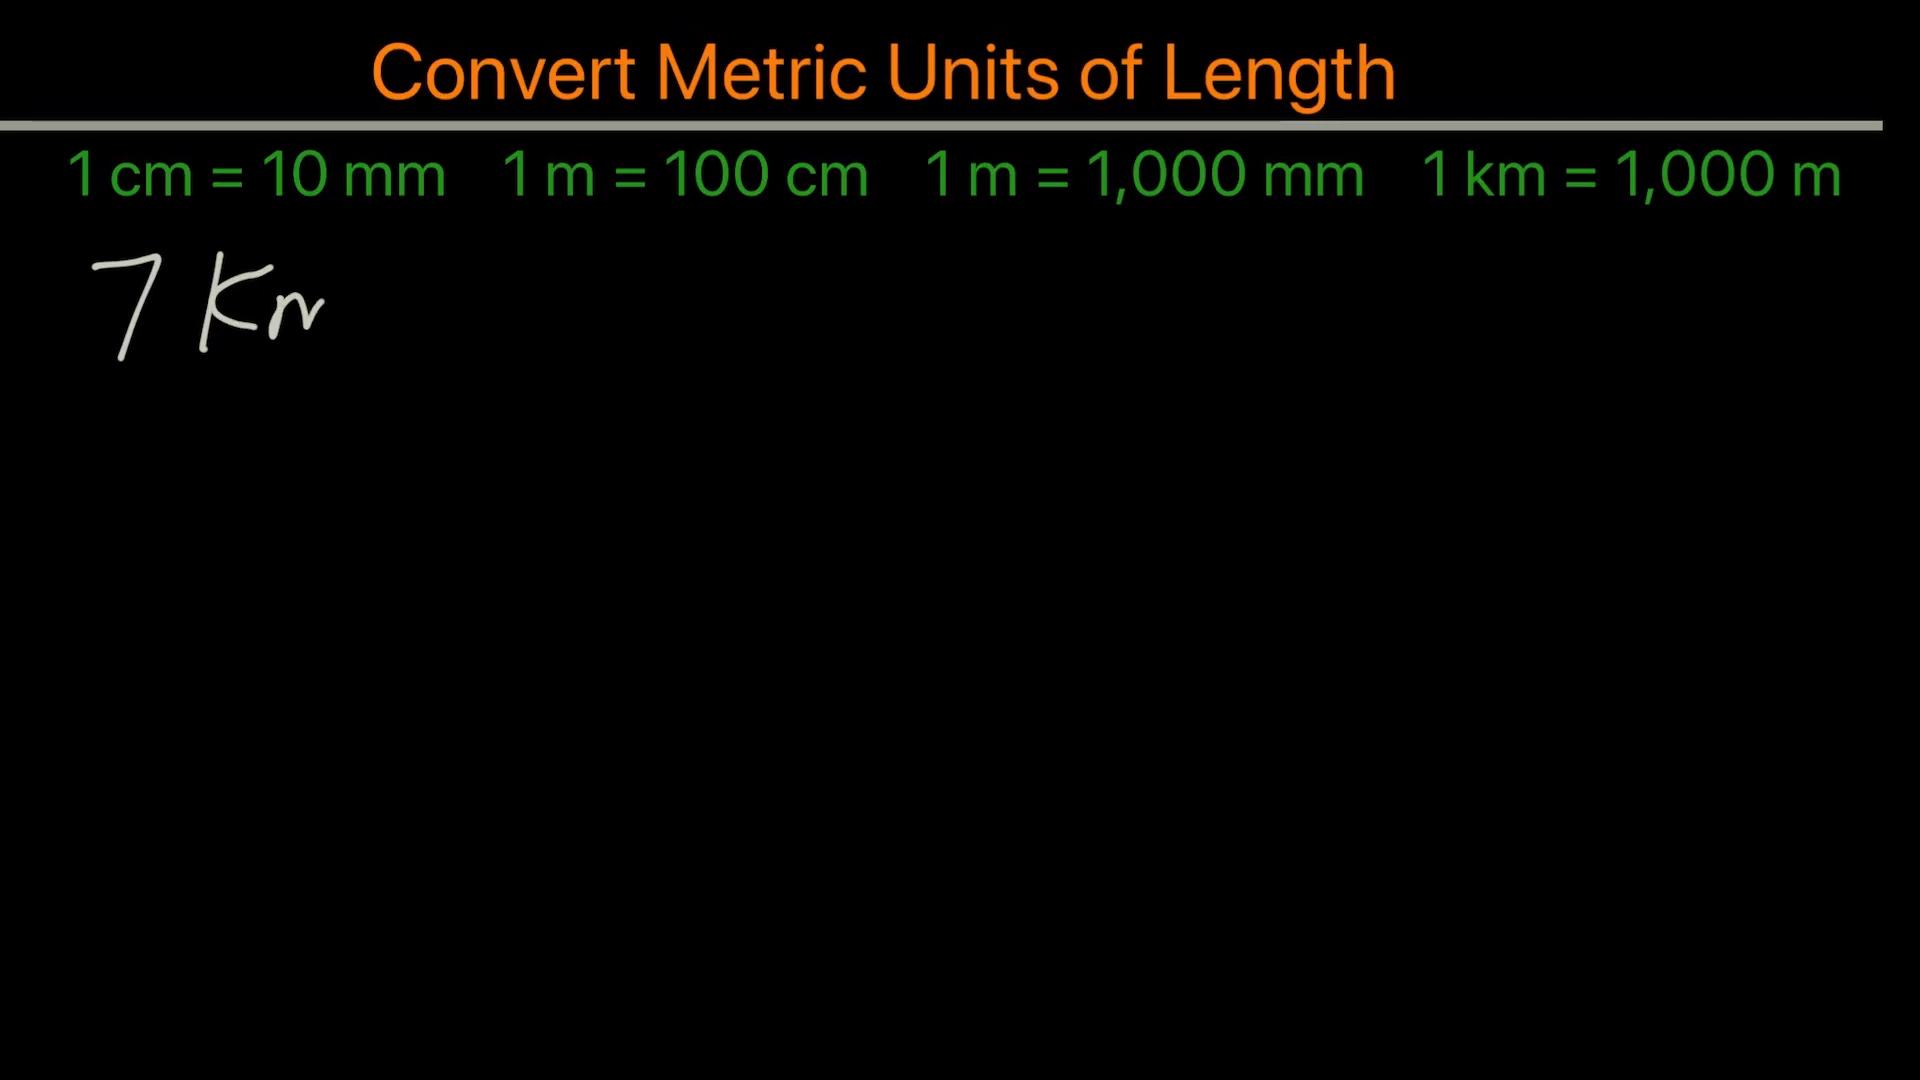 Convert Metric Units of Length
1 cm = 10 mm 1 m = 100 cm 1 m = 1,000 mm 1 km = 1,000 m
7 Km